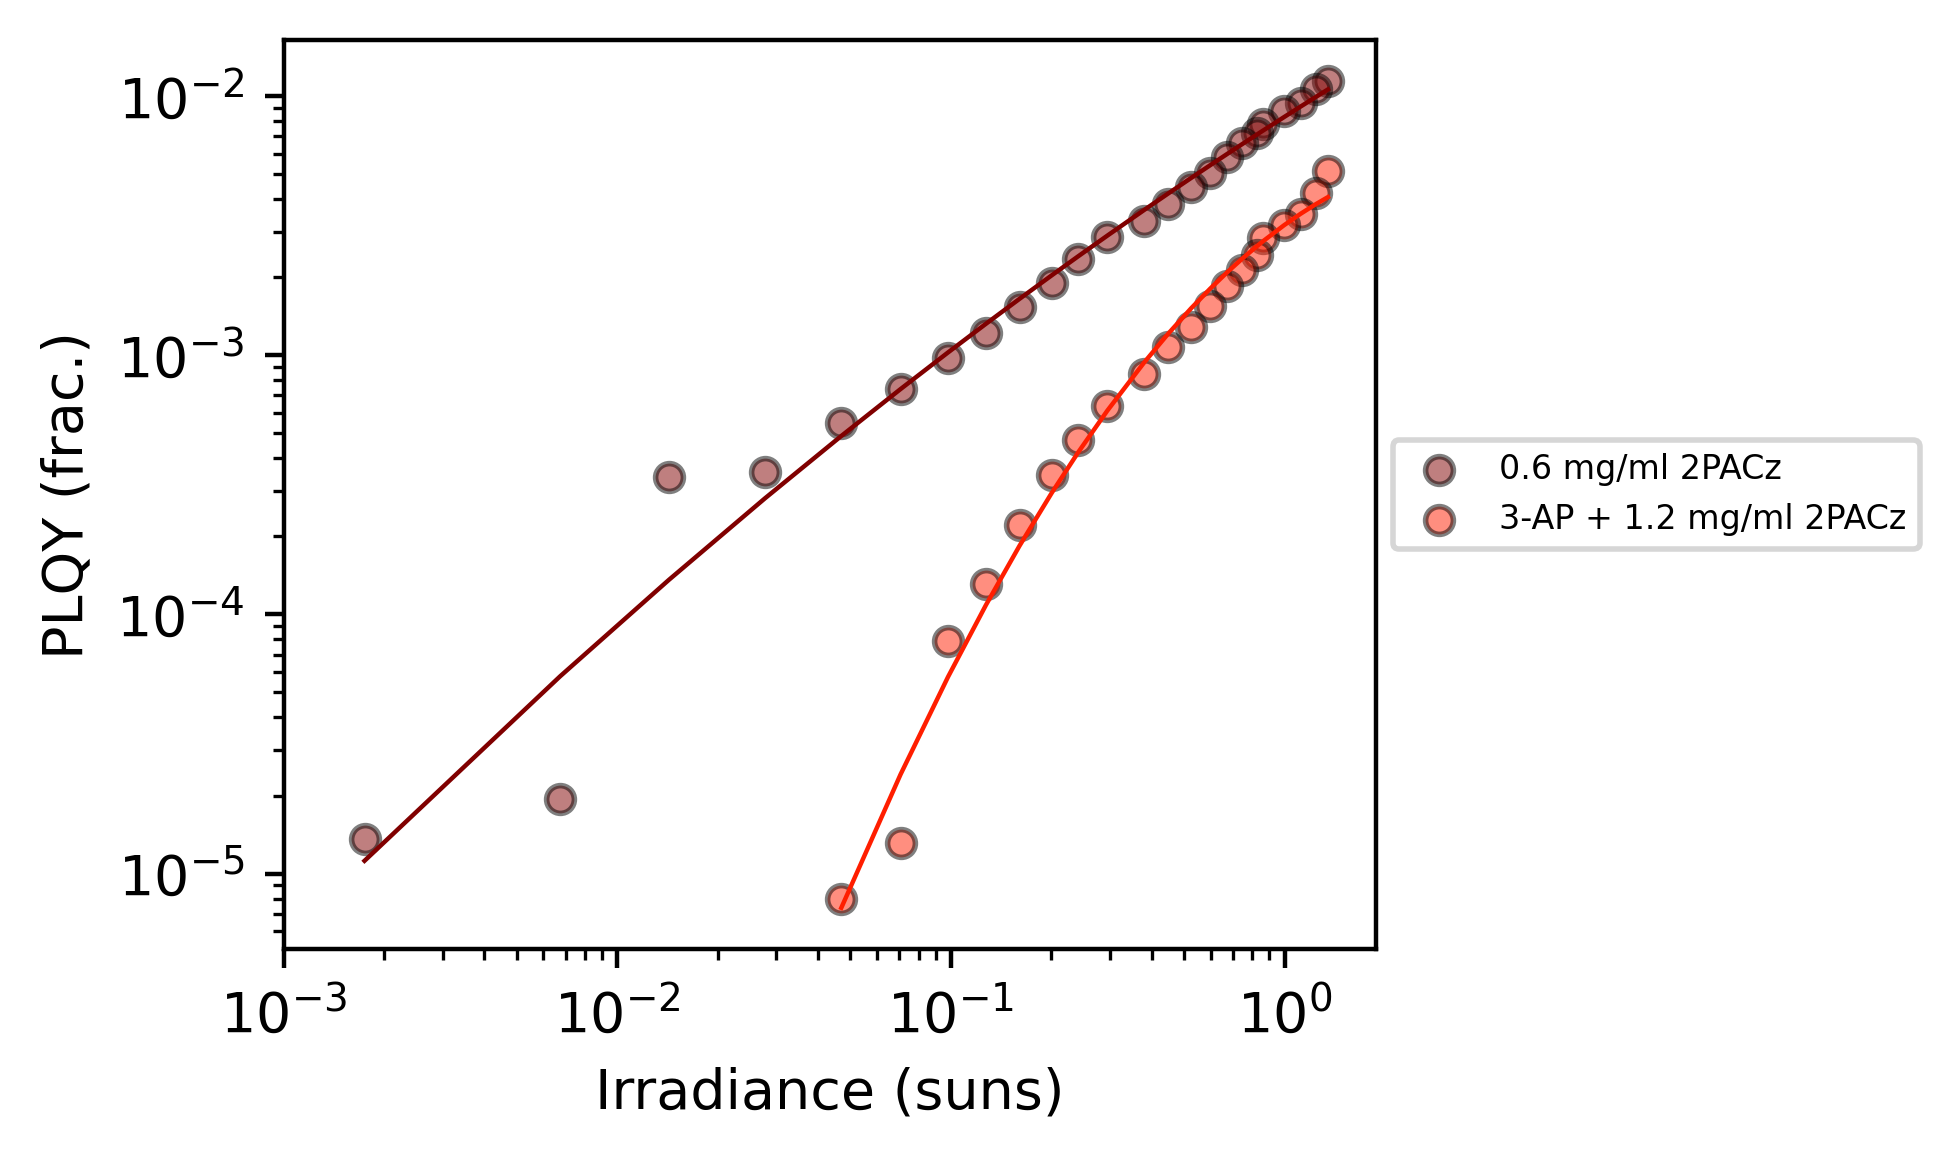 10⁻²
10⁻³
10⁻⁴
10⁻⁵
PLQY (frac.)
10⁻³ 10⁻² 10⁻¹ 10⁰
Irradiance (suns)
0.6 mg/ml 2PACz
3-AP + 1.2 mg/ml 2PACz